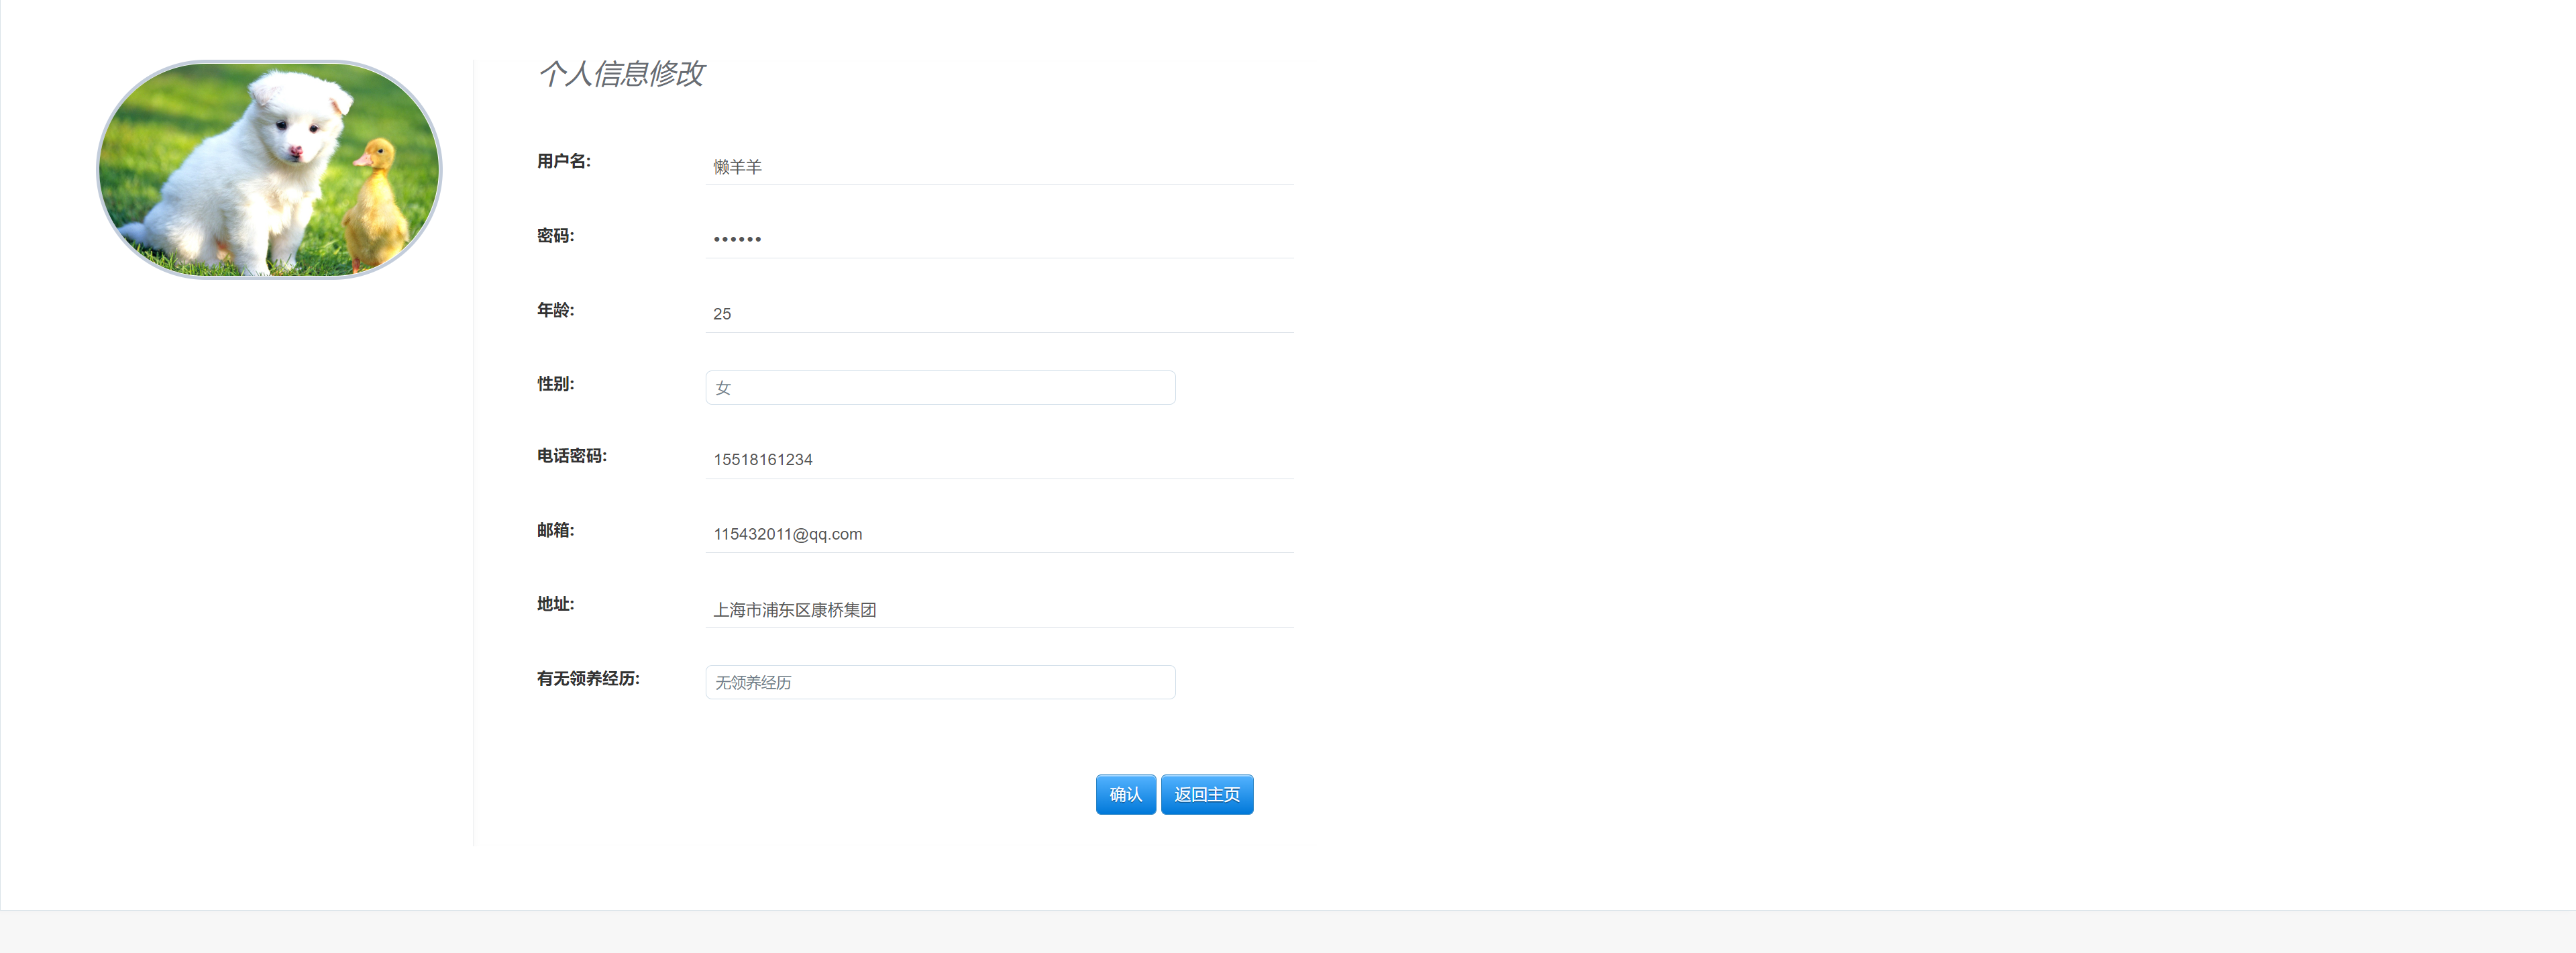 个人信息修改
用户名: 懒羊羊
密码: ••••••
年龄: 25
性别: 女
电话密码: 15518161234
邮箱: 115432011@qq.com
地址: 上海市浦东区康桥集团
有无领养经历: 无领养经历
确认 返回主页